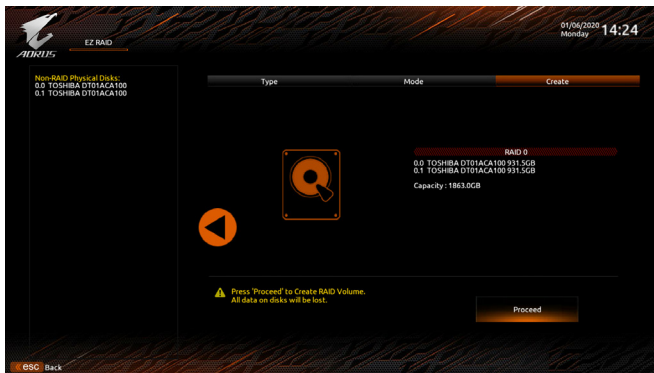 01/06/2020
Monday
14:24
AORUS
EZ RAID
Non-RAID Physical Disks:
0.0 TOSHIBA DT01ACA100
0.1 TOSHIBA DT01ACA100
Type
Mode
Create
RAID 0
0.0 TOSHIBA DT01ACA100 931.5GB
0.1 TOSHIBA DT01ACA100 931.5GB
Capacity : 1863.0GB
Press 'Proceed' to Create RAID Volume.
All data on disks will be lost.
Proceed
esc Back